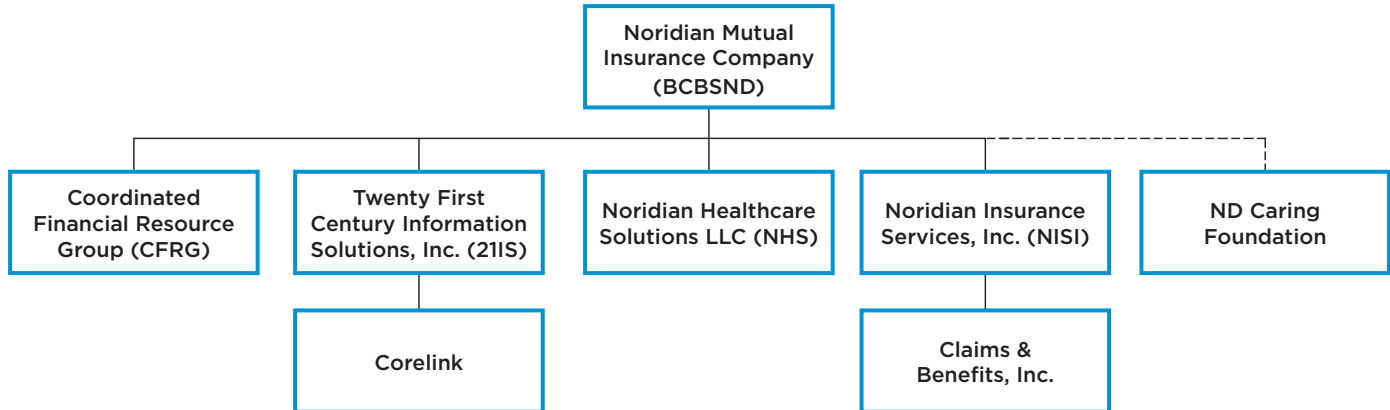 Noridian Mutual
Insurance Company
(BCBSND)
Coordinated
Financial Resource
Group (CFRG)
Twenty First
Century Information
Solutions, Inc. (21IS)
Noridian Healthcare
Solutions LLC (NHS)
Noridian Insurance
Services, Inc. (NISI)
ND Caring
Foundation
Corelink
Claims &
Benefits, Inc.